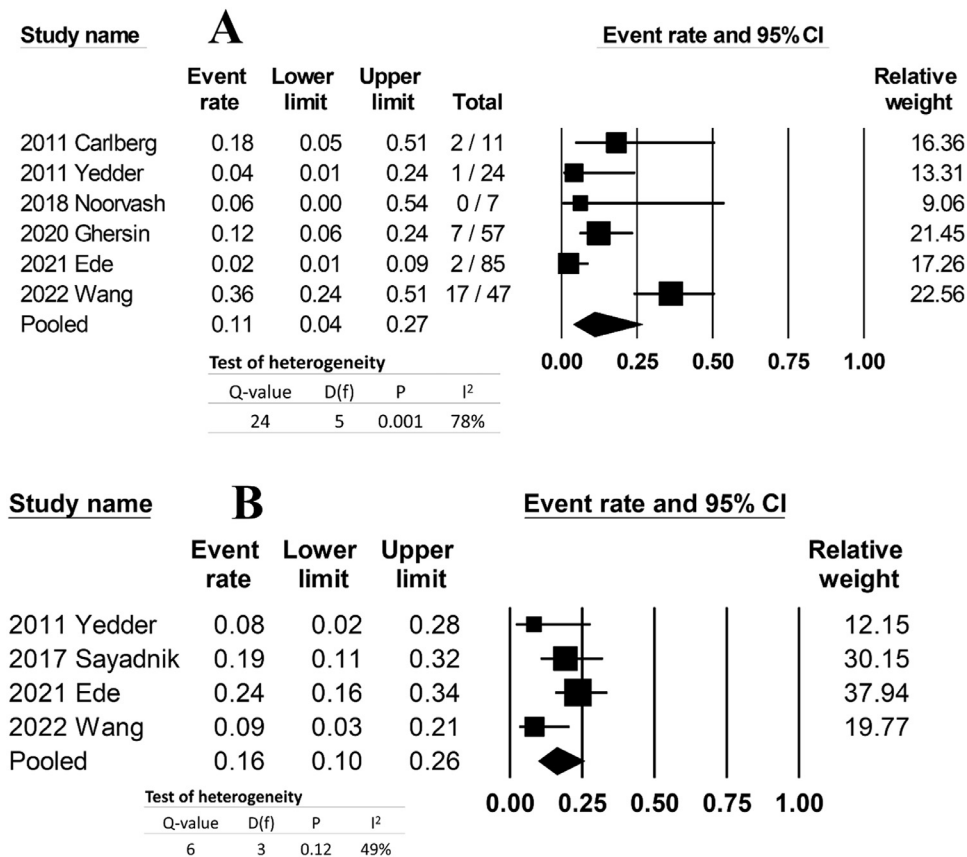 Study name A Event rate and 95% CI
Event rate Lower limit Upper limit Total Relative weight
2011 Carlberg 0.18 0.05 0.51 2 / 11 16.36
2011 Yedder 0.04 0.01 0.24 1 / 24 13.31
2018 Noorvash 0.06 0.00 0.54 0 / 7 9.06
2020 Ghersin 0.12 0.06 0.24 7 / 57 21.45
2021 Ede 0.02 0.01 0.09 2 / 85 17.26
2022 Wang 0.36 0.24 0.51 17 / 47 22.56
Pooled 0.11 0.04 0.27
0.00 0.25 0.50 0.75 1.00
Test of heterogeneity
Q-value D(f) P I²
24 5 0.001 78%
Study name B Event rate and 95% CI
Event rate Lower limit Upper limit Relative weight
2011 Yedder 0.08 0.02 0.28 12.15
2017 Sayadnik 0.19 0.11 0.32 30.15
2021 Ede 0.24 0.16 0.34 37.94
2022 Wang 0.09 0.03 0.21 19.77
Pooled 0.16 0.10 0.26
0.00 0.25 0.50 0.75 1.00
Test of heterogeneity
Q-value D(f) P I²
6 3 0.12 49%